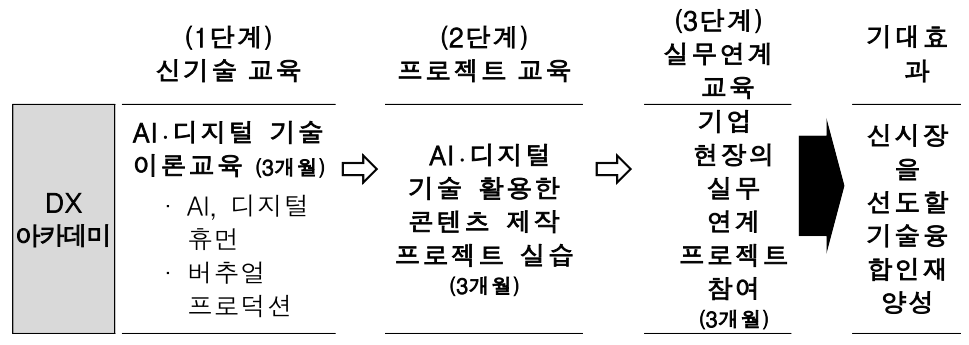 (1단계)
신기술 교육
(2단계)
프로젝트 교육
(3단계)
실무연계
교육
기대효
과
DX
아카데미
AI·디지털 기술
이론교육 (3개월)
· AI, 디지털
휴먼
· 버추얼
프로덕션
AI·디지털
기술 활용한
콘텐츠 제작
프로젝트 실습
(3개월)
기업
현장의
실무
연계
프로젝트
참여
(3개월)
신시장
을
선도할
기술융
합인재
양성